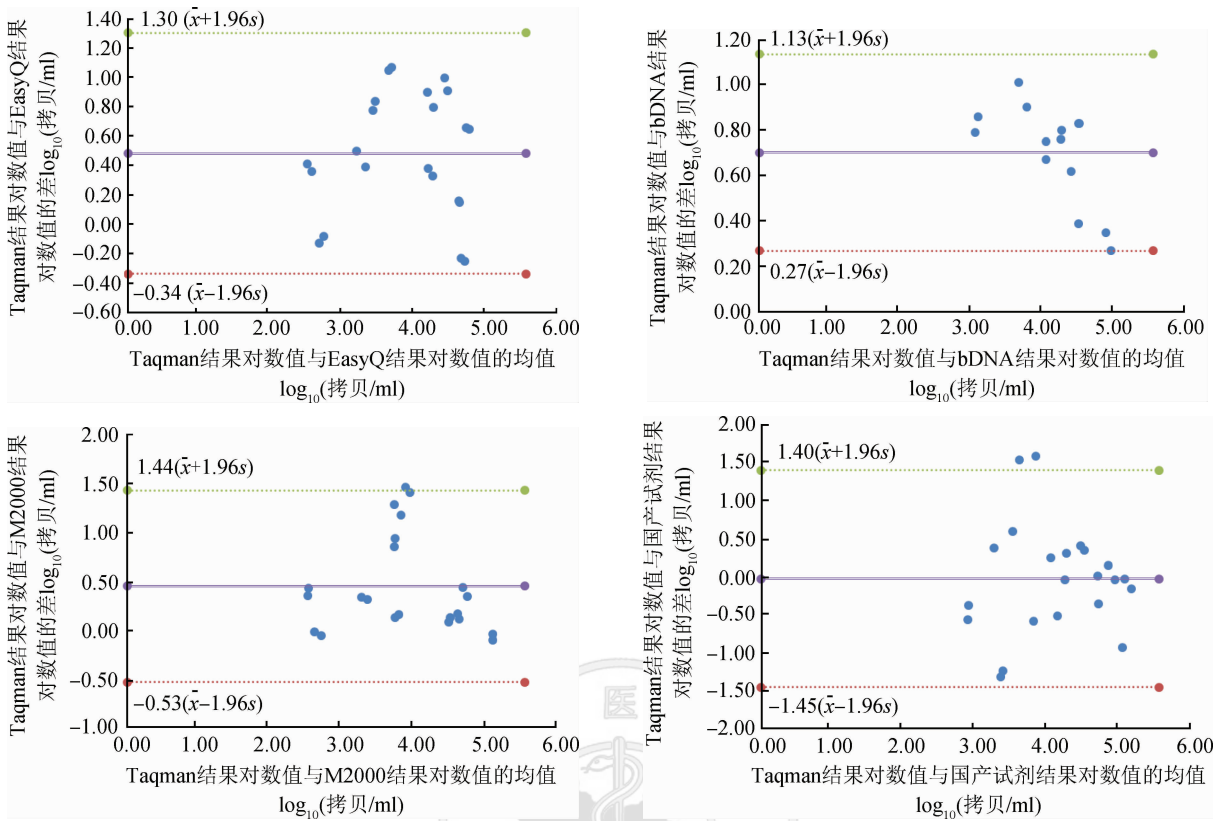 Taqman结果对数值与EasyQ结果
对数值的差log₁₀(拷贝/ml)
1.40
1.20
1.00
0.80
0.60
0.40
0.20
0.00
–0.20
–0.40
–0.60
1.30 (x̄+1.96s)
–0.34 (x̄–1.96s)
0.00 1.00 2.00 3.00 4.00 5.00 6.00
Taqman结果对数值与EasyQ结果对数值的均值
log₁₀(拷贝/ml)
Taqman结果对数值与bDNA结果
对数值的差log₁₀(拷贝/ml)
1.20
1.00
0.80
0.60
0.40
0.20
0.00
1.13(x̄+1.96s)
0.27(x̄–1.96s)
0.00 1.00 2.00 3.00 4.00 5.00 6.00
Taqman结果对数值与bDNA结果对数值的均值
log₁₀(拷贝/ml)
Taqman结果对数值与M2000结果
对数值的差log₁₀(拷贝/ml)
2.00
1.50
1.00
0.50
0.00
–0.50
–1.00
1.44(x̄+1.96s)
–0.53(x̄–1.96s)
0.00 1.00 2.00 3.00 4.00 5.00 6.00
Taqman结果对数值与M2000结果对数值的均值
log₁₀(拷贝/ml)
Taqman结果对数值与国产试剂结果
对数值的差log₁₀(拷贝/ml)
2.00
1.50
1.00
0.50
0.00
–0.50
–1.00
–1.50
–2.00
1.40(x̄+1.96s)
–1.45(x̄–1.96s)
0.00 1.00 2.00 3.00 4.00 5.00 6.00
Taqman结果对数值与国产试剂结果对数值的均值
log₁₀(拷贝/ml)
医